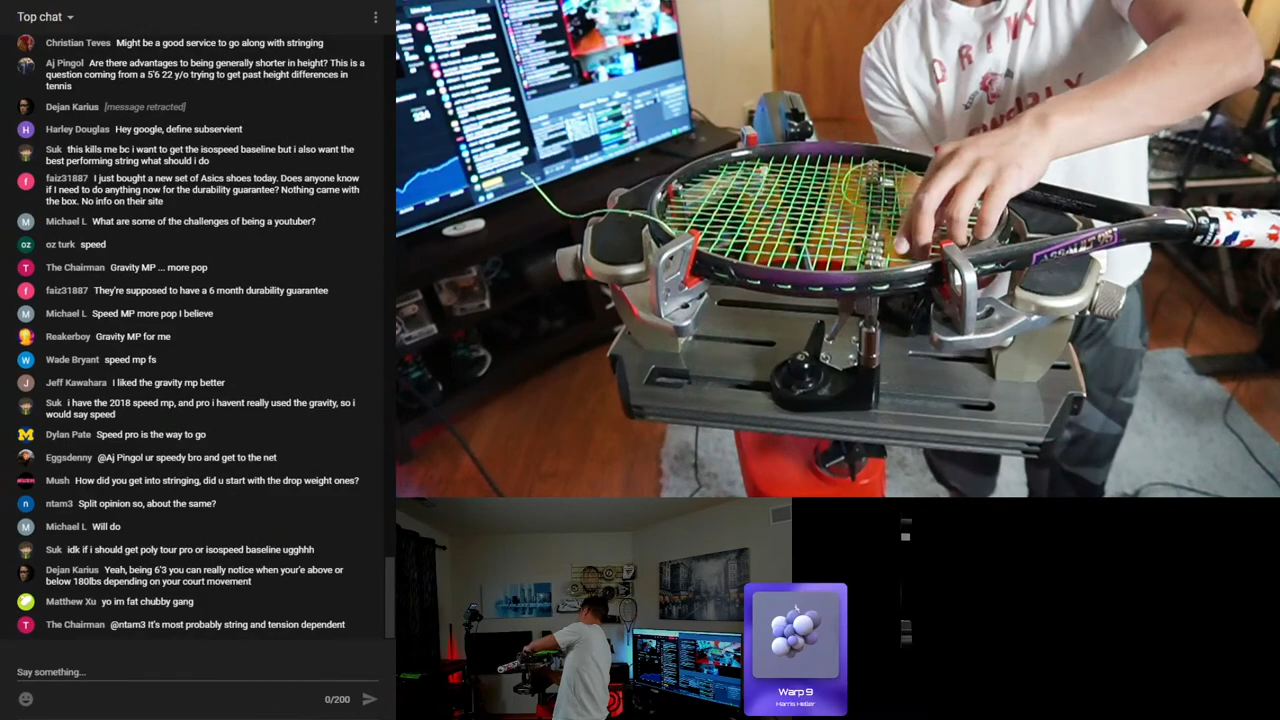 Top chat
Christian Teves Might be a good service to go along with stringing
Aj Pingol Are there advantages to being generally shorter in height? This is a
question coming from a 5'6 22 y/o trying to get past height differences in
tennis
Dejan Karius [message retracted]
H Harley Douglas Hey google, define subservient
Suk this kills me bc i want to get the isospeed baseline but i also want the
best performing string what should i do
f faiz31887 I just bought a new set of Asics shoes today. Does anyone know
if I need to do anything now for the durability guarantee? Nothing came with
the box. No info on their site
M Michael L What are some of the challenges of being a youtuber?
oz oz turk speed
T The Chairman Gravity MP ... more pop
f faiz31887 They're supposed to have a 6 month durability guarantee
M Michael L Speed MP more pop I believe
Reakerboy Gravity MP for me
W Wade Bryant speed mp fs
J Jeff Kawahara I liked the gravity mp better
Suk i have the 2018 speed mp, and pro i havent really used the gravity, so i
would say speed
Dylan Pate Speed pro is the way to go
Eggsdenny @Aj Pingol ur speedy bro and get to the net
Mush How did you get into stringing, did u start with the drop weight ones?
n ntam3 Split opinion so, about the same?
M Michael L Will do
Suk idk if i should get poly tour pro or isospeed baseline ugghhh
Dejan Karius Yeah, being 6'3 you can really notice when your'e above or
below 180lbs depending on your court movement
Matthew Xu yo im fat chubby gang
T The Chairman @ntam3 It's most probably string and tension dependent
Say something...
0/200
ASSAULT 95
Warp 9
Harris Heller